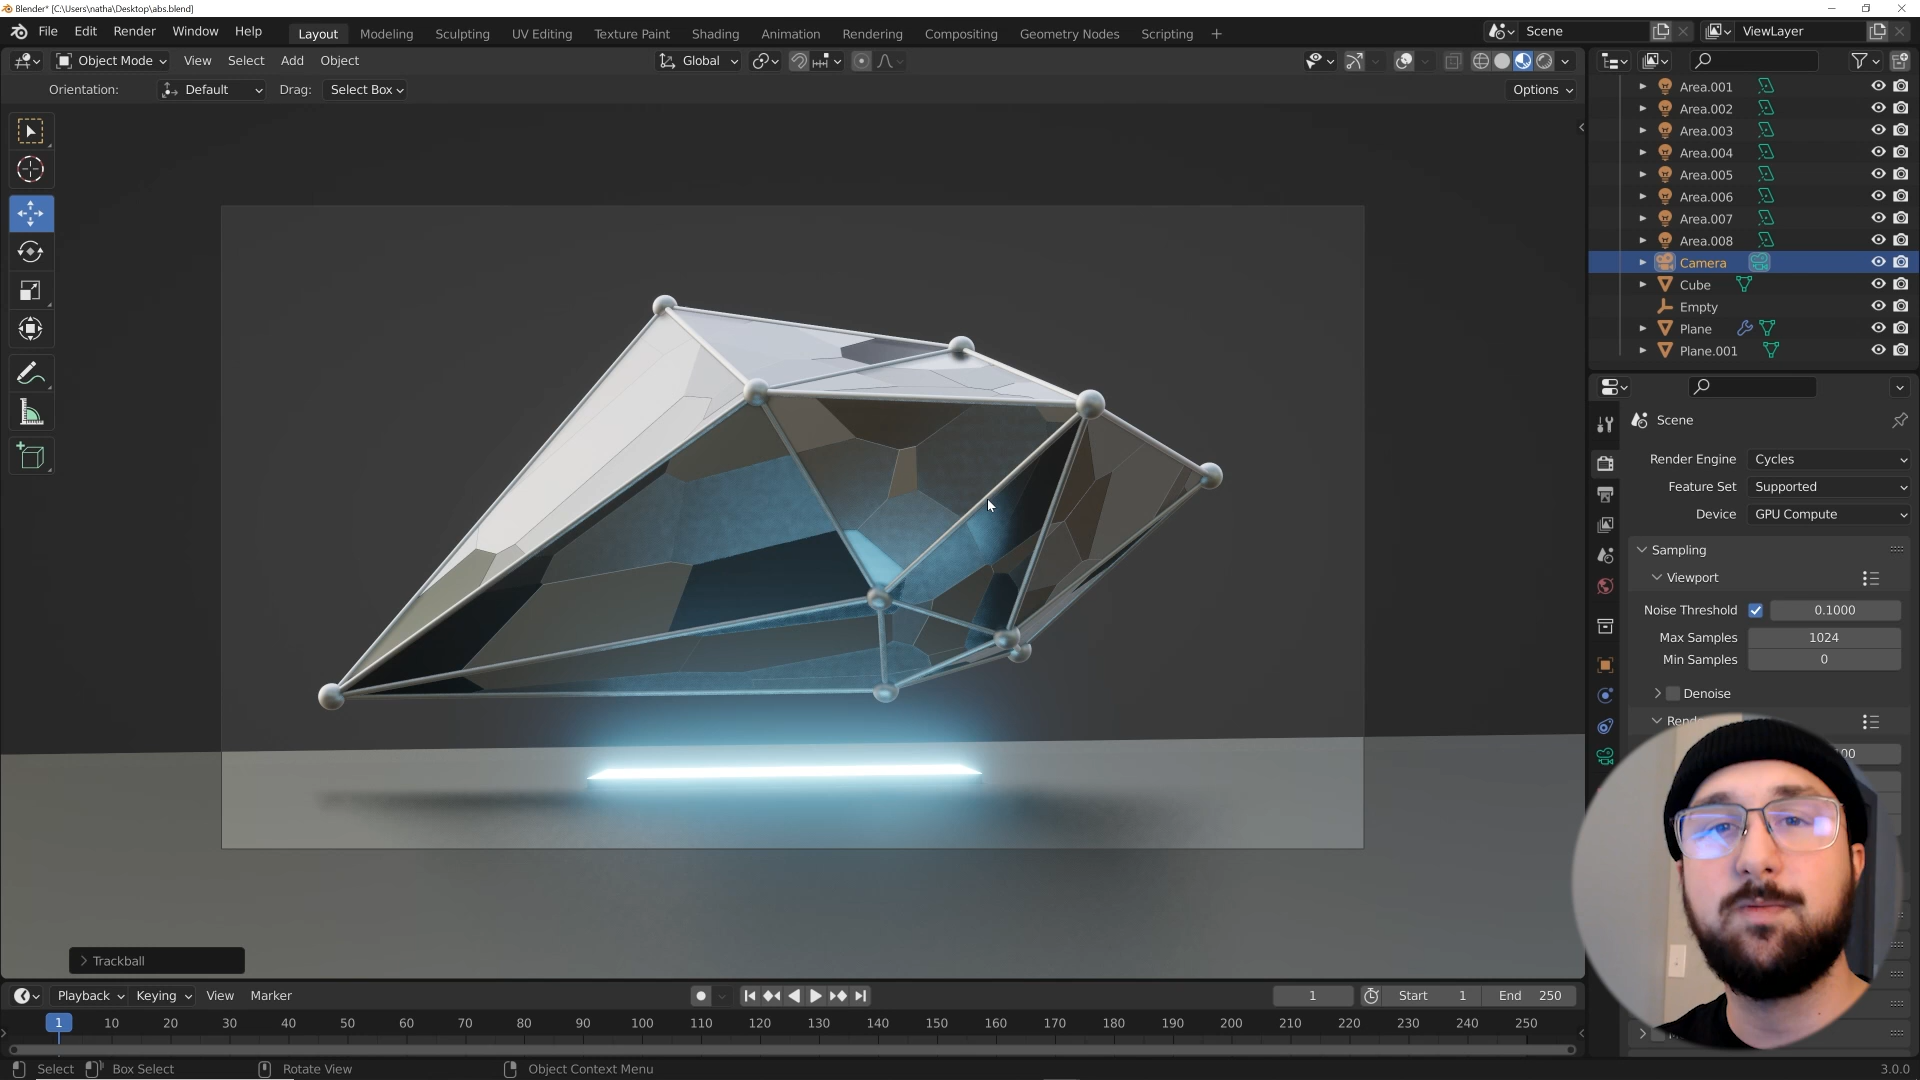 Blender* [C:\Users\natha\Desktop\abs.blend]
File Edit Render Window Help Layout Modeling Sculpting UV Editing Texture Paint Shading Animation Rendering Compositing Geometry Nodes Scripting + Scene ViewLayer
Object Mode View Select Add Object Global
Orientation: Default Drag: Select Box Options
Area.001
Area.002
Area.003
Area.004
Area.005
Area.006
Area.007
Area.008
Camera
Cube
Empty
Plane
Plane.001
Scene
Render Engine Cycles
Feature Set Supported
Device GPU Compute
Sampling
Viewport
Noise Threshold 0.1000
Max Samples 1024
Min Samples 0
Denoise
Trackball
Playback Keying View Marker 1 Start 1 End 250
1 10 20 30 40 50 60 70 80 90 100 110 120 130 140 150 160 170 180 190 200 210 220 230 240 250
Select Box Select Rotate View Object Context Menu 3.0.0